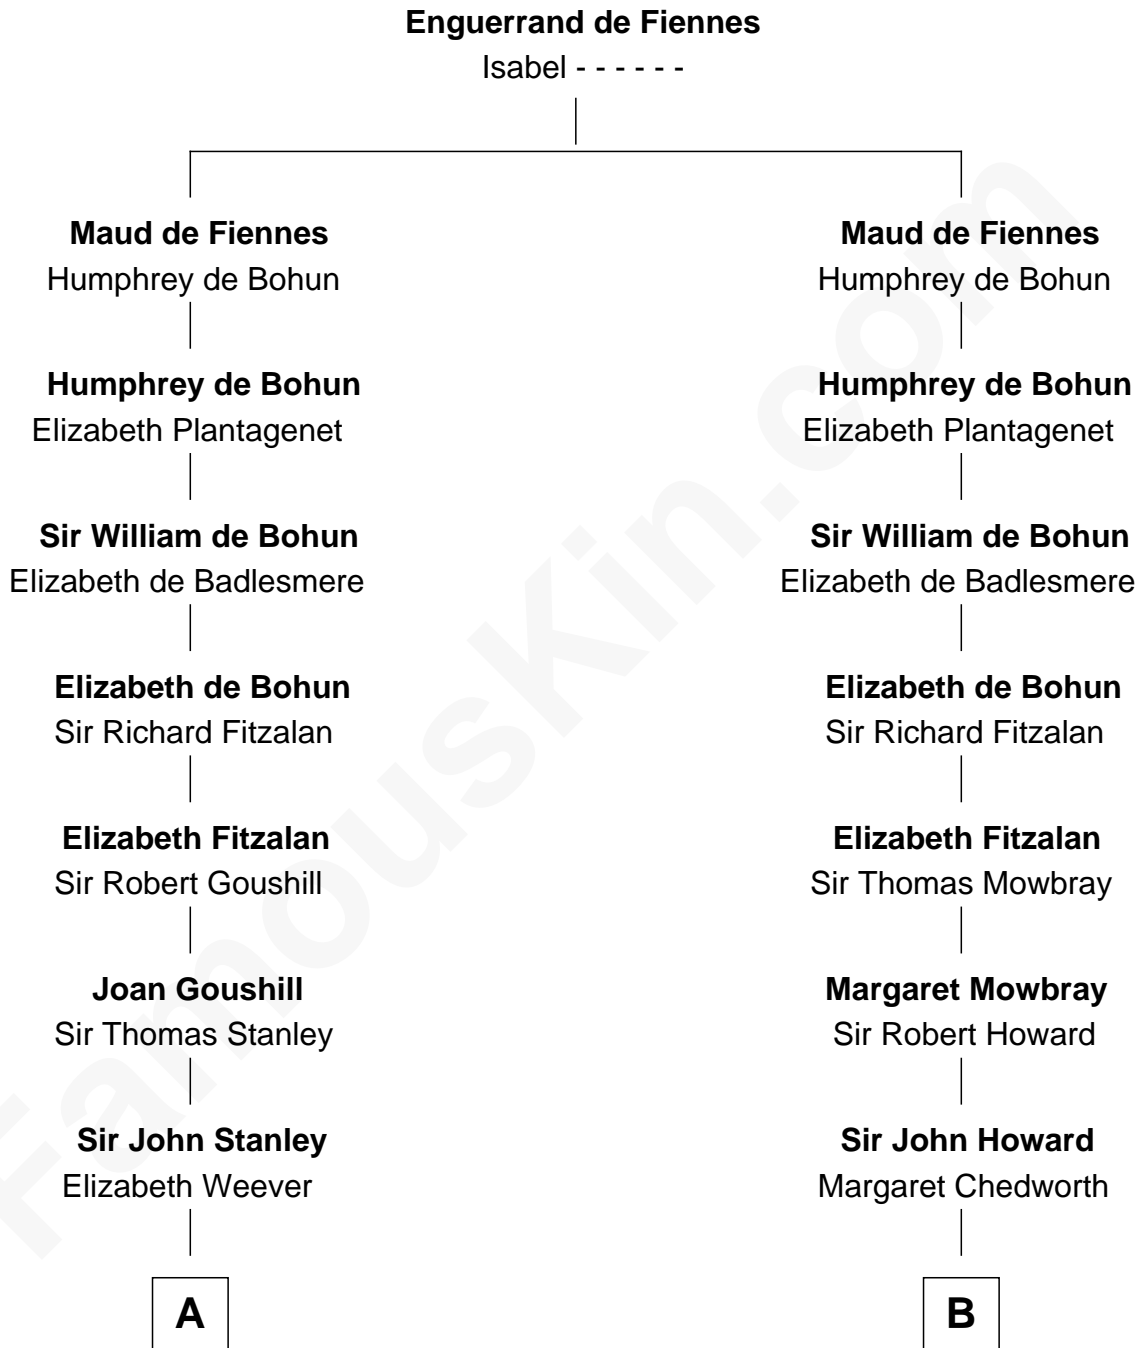 Enguerrand de Fiennes
Isabel - - - - - -
Maud de Fiennes
Humphrey de Bohun
Maud de Fiennes
Humphrey de Bohun
Humphrey de Bohun
Elizabeth Plantagenet
Humphrey de Bohun
Elizabeth Plantagenet
Sir William de Bohun
Elizabeth de Badlesmere
Sir William de Bohun
Elizabeth de Badlesmere
Elizabeth de Bohun
Sir Richard Fitzalan
Elizabeth de Bohun
Sir Richard Fitzalan
Elizabeth Fitzalan
Sir Robert Goushill
Elizabeth Fitzalan
Sir Thomas Mowbray
Joan Goushill
Sir Thomas Stanley
Margaret Mowbray
Sir Robert Howard
Sir John Stanley
Elizabeth Weever
Sir John Howard
Margaret Chedworth
A
B
FamousKin.com